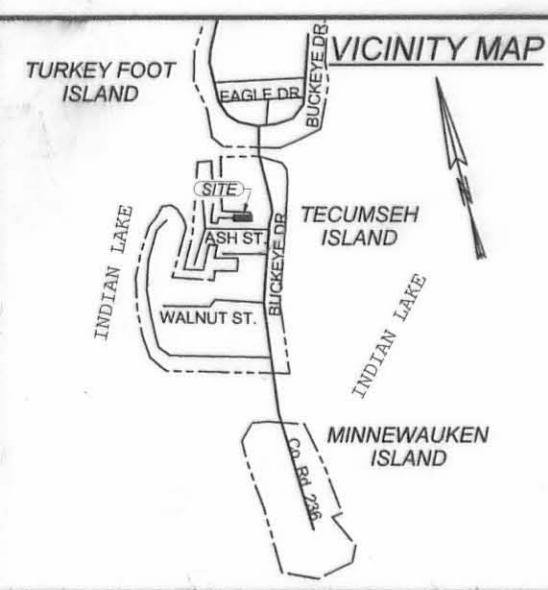 VICINITY MAP
TURKEY FOOT
ISLAND
EAGLE DR.
BUCKEYE DR
SITE
TECUMSEH
ISLAND
ASH ST.
BUCKEYE DR
INDIAN LAKE
WALNUT ST.
INDIAN LAKE
MINNEWAUKEN
ISLAND
Co. Rd. 236
N